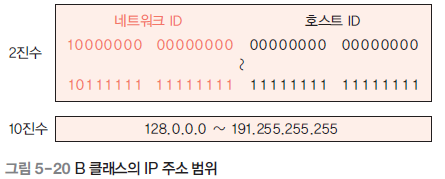 네트워크 ID 호스트 ID
2진수
10000000 00000000 00000000 00000000
~
10111111 11111111 11111111 11111111
10진수 128.0.0.0 ~ 191.255.255.255
그림 5-20 B 클래스의 IP 주소 범위